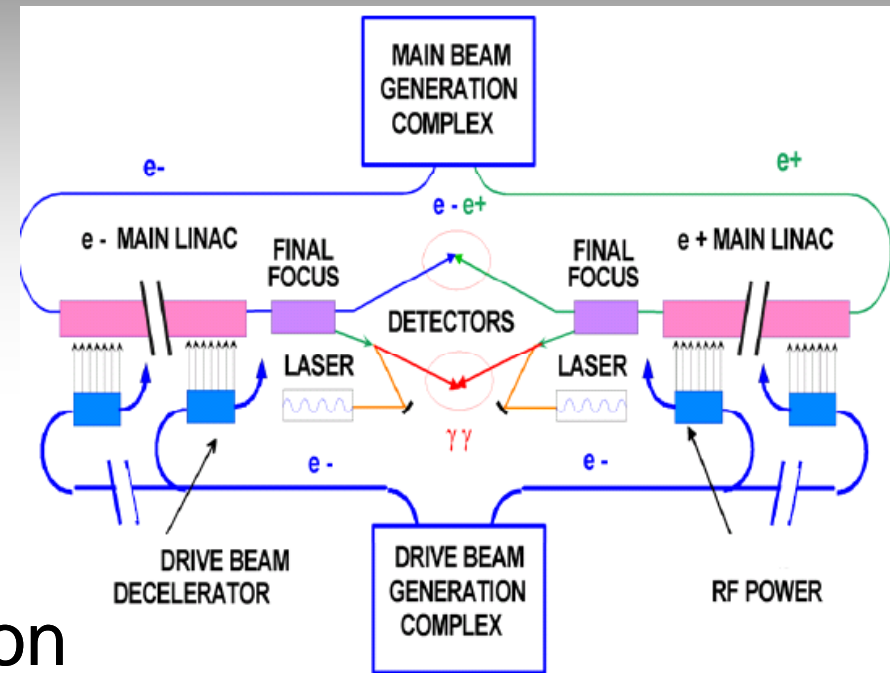 MAIN BEAM
GENERATION
COMPLEX
e-
e+
e - e+
e - MAIN LINAC
FINAL
FOCUS
FINAL
FOCUS
e + MAIN LINAC
DETECTORS
LASER
LASER
γ γ
e -
e -
DRIVE BEAM
DECELERATOR
DRIVE BEAM
GENERATION
COMPLEX
RF POWER
on